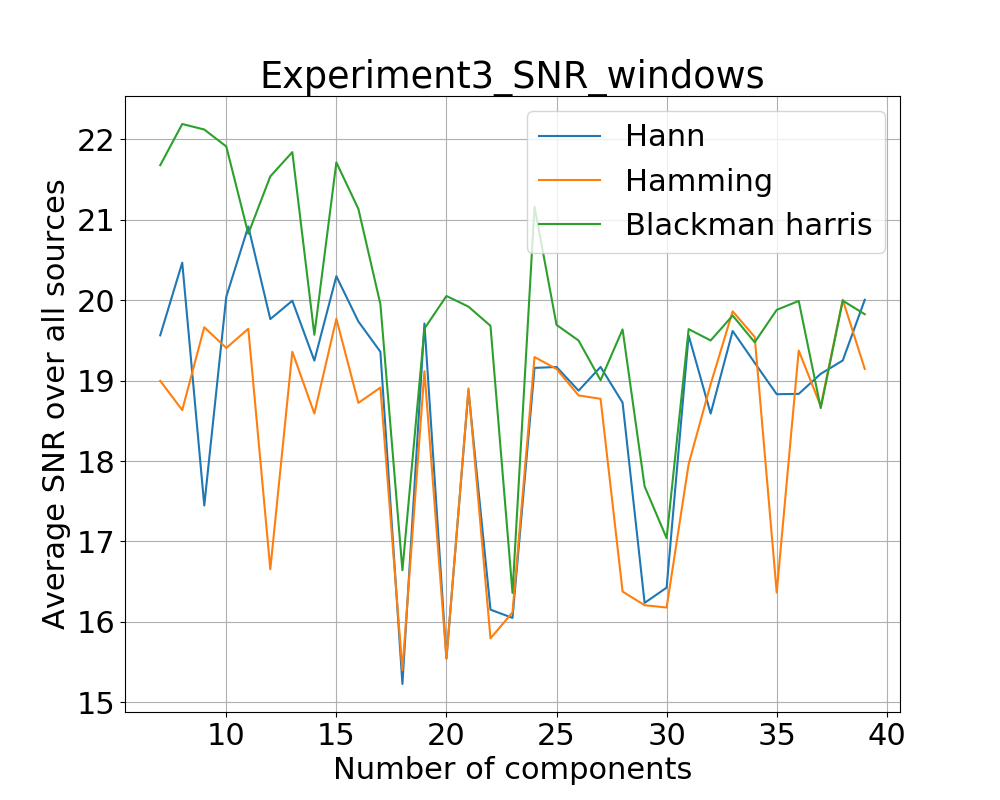 Experiment3_SNR_windows
Hann
Hamming
Blackman harris
Average SNR over all sources
22
21
20
19
18
17
16
15
10 15 20 25 30 35 40
Number of components